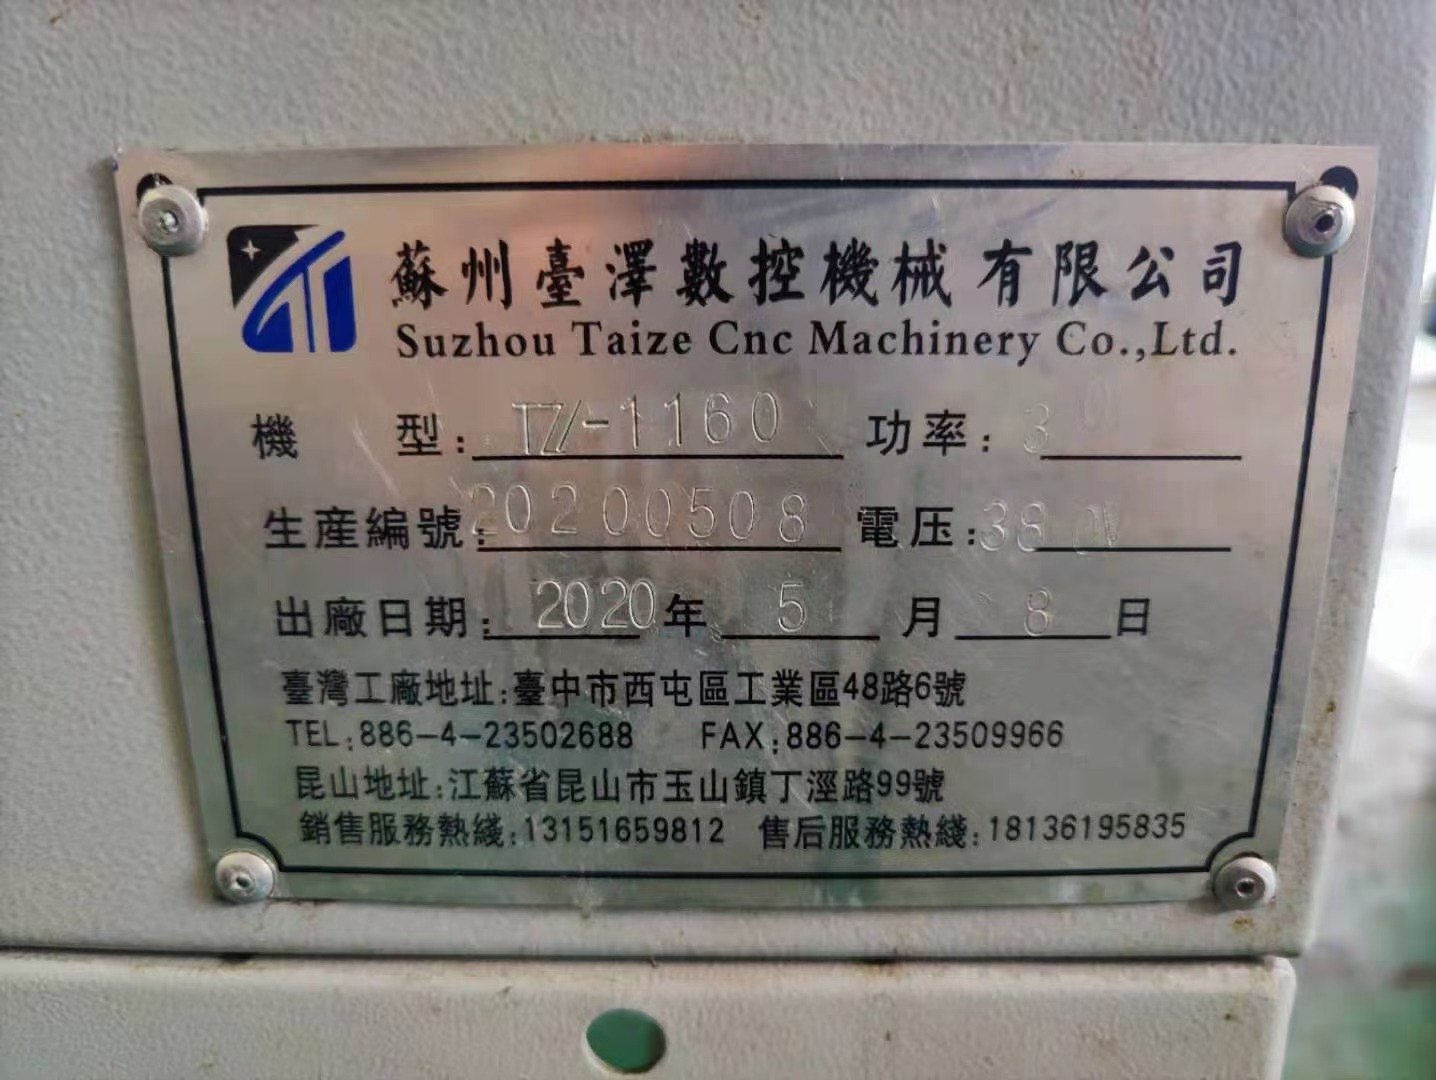 蘇州臺澤數控機械有限公司
Suzhou Taize Cnc Machinery Co.,Ltd.
機 型: TZ-1160 功率: 30
生産編號: 20200508 電压: 380V
出廠日期: 2020 年 5 月 8 日
臺灣工廠地址:臺中市西屯區工業區48路6號
TEL:886-4-23502688 FAX:886-4-23509966
昆山地址:江蘇省昆山市玉山鎮丁涇路99號
銷售服務熱綫:13151659812 售后服務熱綫:18136195835